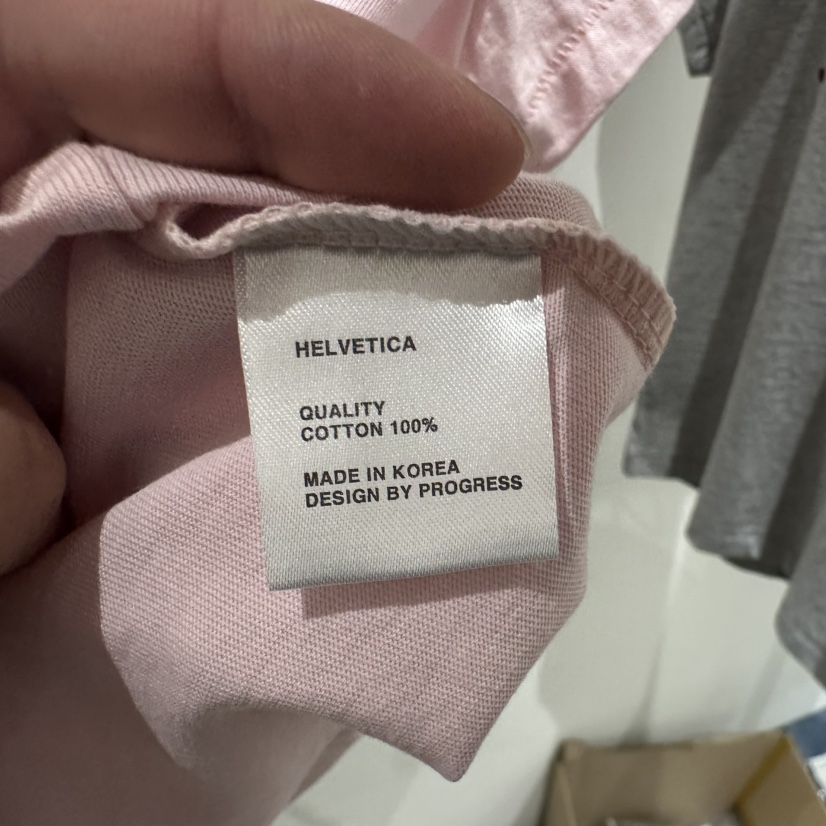 HELVETICA
QUALITY
COTTON 100%
MADE IN KOREA
DESIGN BY PROGRESS